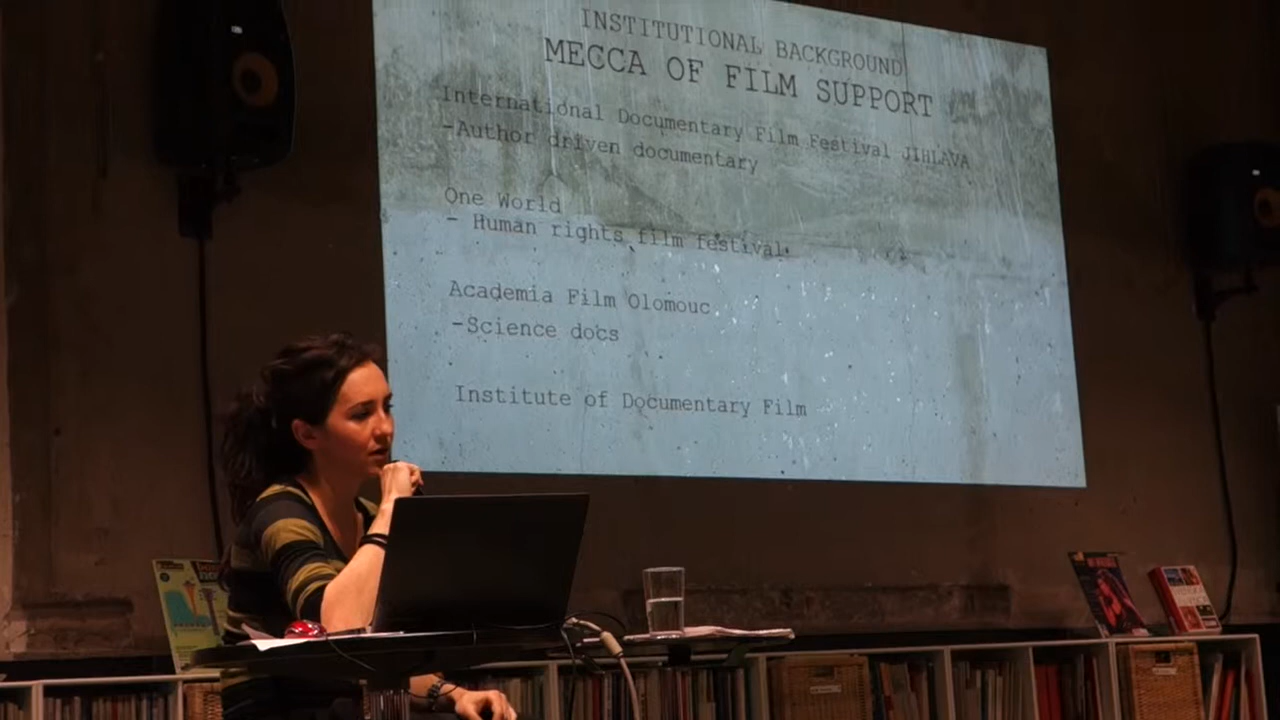 INSTITUTIONAL BACKGROUND
MECCA OF FILM SUPPORT
International Documentary Film Festival JIHLAVA
-Author driven documentary
One World
- Human rights film festival
Academia Film Olomouc
-Science docs
Institute of Documentary Film